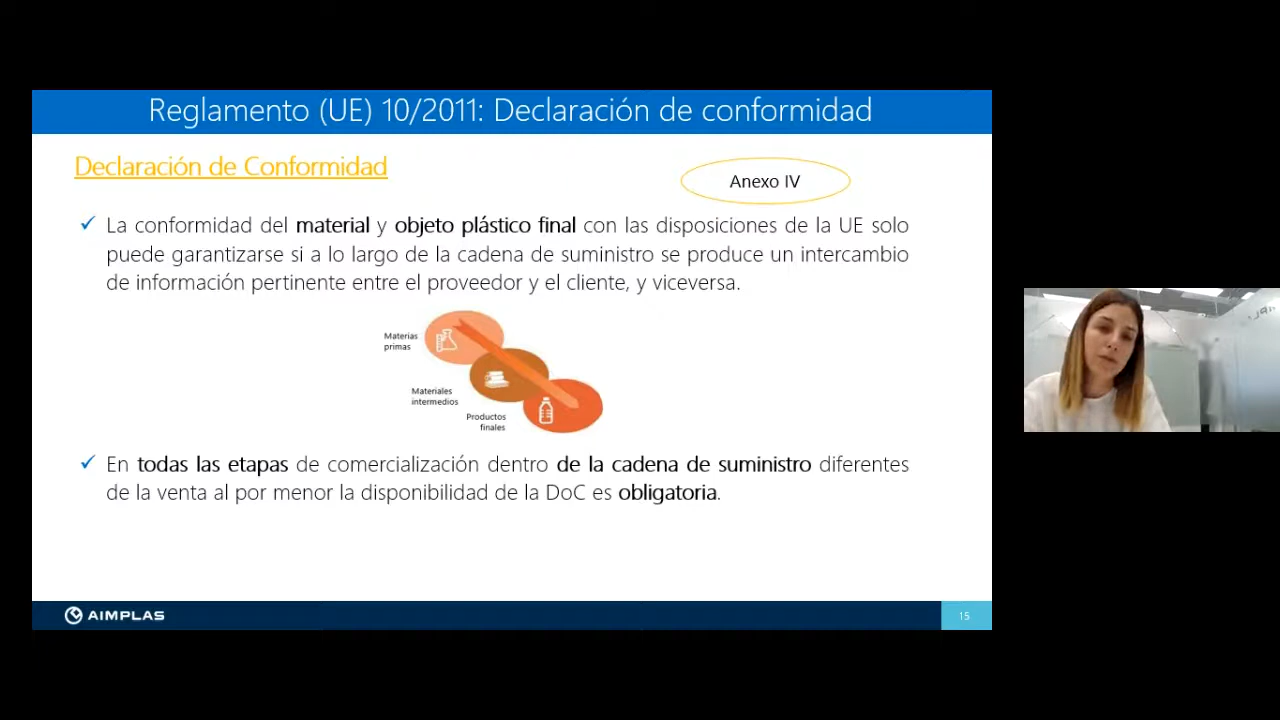 Reglamento (UE) 10/2011: Declaración de conformidad
Declaración de Conformidad
Anexo IV
La conformidad del material y objeto plástico final con las disposiciones de la UE solo
puede garantizarse si a lo largo de la cadena de suministro se produce un intercambio
de información pertinente entre el proveedor y el cliente, y viceversa.
Materias
primas
Materiales
intermedios
Productos
finales
En todas las etapas de comercialización dentro de la cadena de suministro diferentes
de la venta al por menor la disponibilidad de la DoC es obligatoria.
AIMPLAS
15